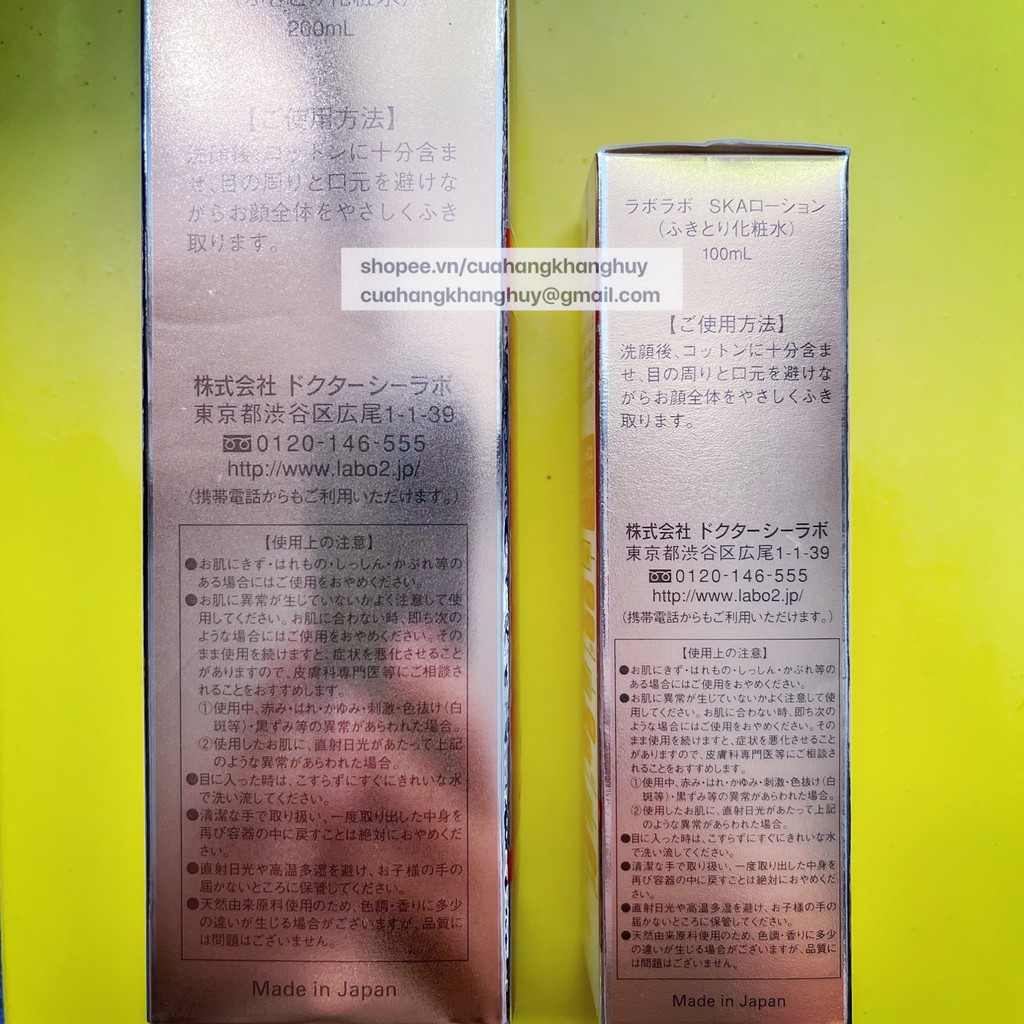 ふきとり化粧水)
200mL
【ご使用方法】
洗顔後、コットンに十分含ま
せ、目の周りと口元を避けな
がらお顔全体をやさしくふき
取ります。
株式会社 ドクターシーラボ
東京都渋谷区広尾1-1-39
0120-146-555
http://www.labo2.jp/
(携帯電話からもご利用いただけます。)
【使用上の注意】
●お肌にきず・はれもの・しっしん・かぶれ等の
ある場合にはご使用をおやめください。
●お肌に異常が生じていないかよく注意して使
用してください。お肌に合わない時、即ち次の
ような場合にはご使用をおやめください。その
まま使用を続けますと、症状を悪化させること
がありますので、皮膚科専門医等にご相談さ
れることをおすすめします。
①使用中、赤み・はれ・かゆみ・刺激・色抜け(白
斑等)・黒ずみ等の異常があらわれた場合。
②使用したお肌に、直射日光があたって上記
のような異常があらわれた場合。
●目に入った時は、こすらずにすぐにきれいな水
で洗い流してください。
●清潔な手で取り扱い、一度取り出した中身を
再び容器の中に戻すことは絶対におやめくだ
さい。
●直射日光や高温多湿を避け、お子様の手の
届かないところに保管してください。
●天然由来原料使用のため、色調・香りに多少
の違いが生じる場合がございますが、品質に
は問題はございません。
Made in Japan
shopee.vn/cuahangkhanghuy
cuahangkhanghuy@gmail.com
ラボラボ SKAローション
(ふきとり化粧水)
100mL
【ご使用方法】
洗顔後、コットンに十分含ま
せ、目の周りと口元を避けな
がらお顔全体をやさしくふき
取ります。
株式会社 ドクターシーラボ
東京都渋谷区広尾1-1-39
0120-146-555
http://www.labo2.jp/
(携帯電話からもご利用いただけます。)
【使用上の注意】
●お肌にきず・はれもの・しっしん・かぶれ等の
ある場合にはご使用をおやめください。
●お肌に異常が生じていないかよく注意して使
用してください。お肌に合わない時、即ち次の
ような場合にはご使用をおやめください。その
まま使用を続けますと、症状を悪化させること
がありますので、皮膚科専門医等にご相談さ
れることをおすすめします。
①使用中、赤み・はれ・かゆみ・刺激・色抜け(白
斑等)・黒ずみ等の異常があらわれた場合。
②使用したお肌に、直射日光があたって上記
のような異常があらわれた場合。
●目に入った時は、こすらずにすぐにきれいな水
で洗い流してください。
●清潔な手で取り扱い、一度取り出した中身を
再び容器の中に戻すことは絶対におやめくだ
さい。
●直射日光や高温多湿を避け、お子様の手の
届かないところに保管してください。
●天然由来原料使用のため、色調・香りに多少
の違いが生じる場合がございますが、品質に
は問題はございません。
Made in Japan